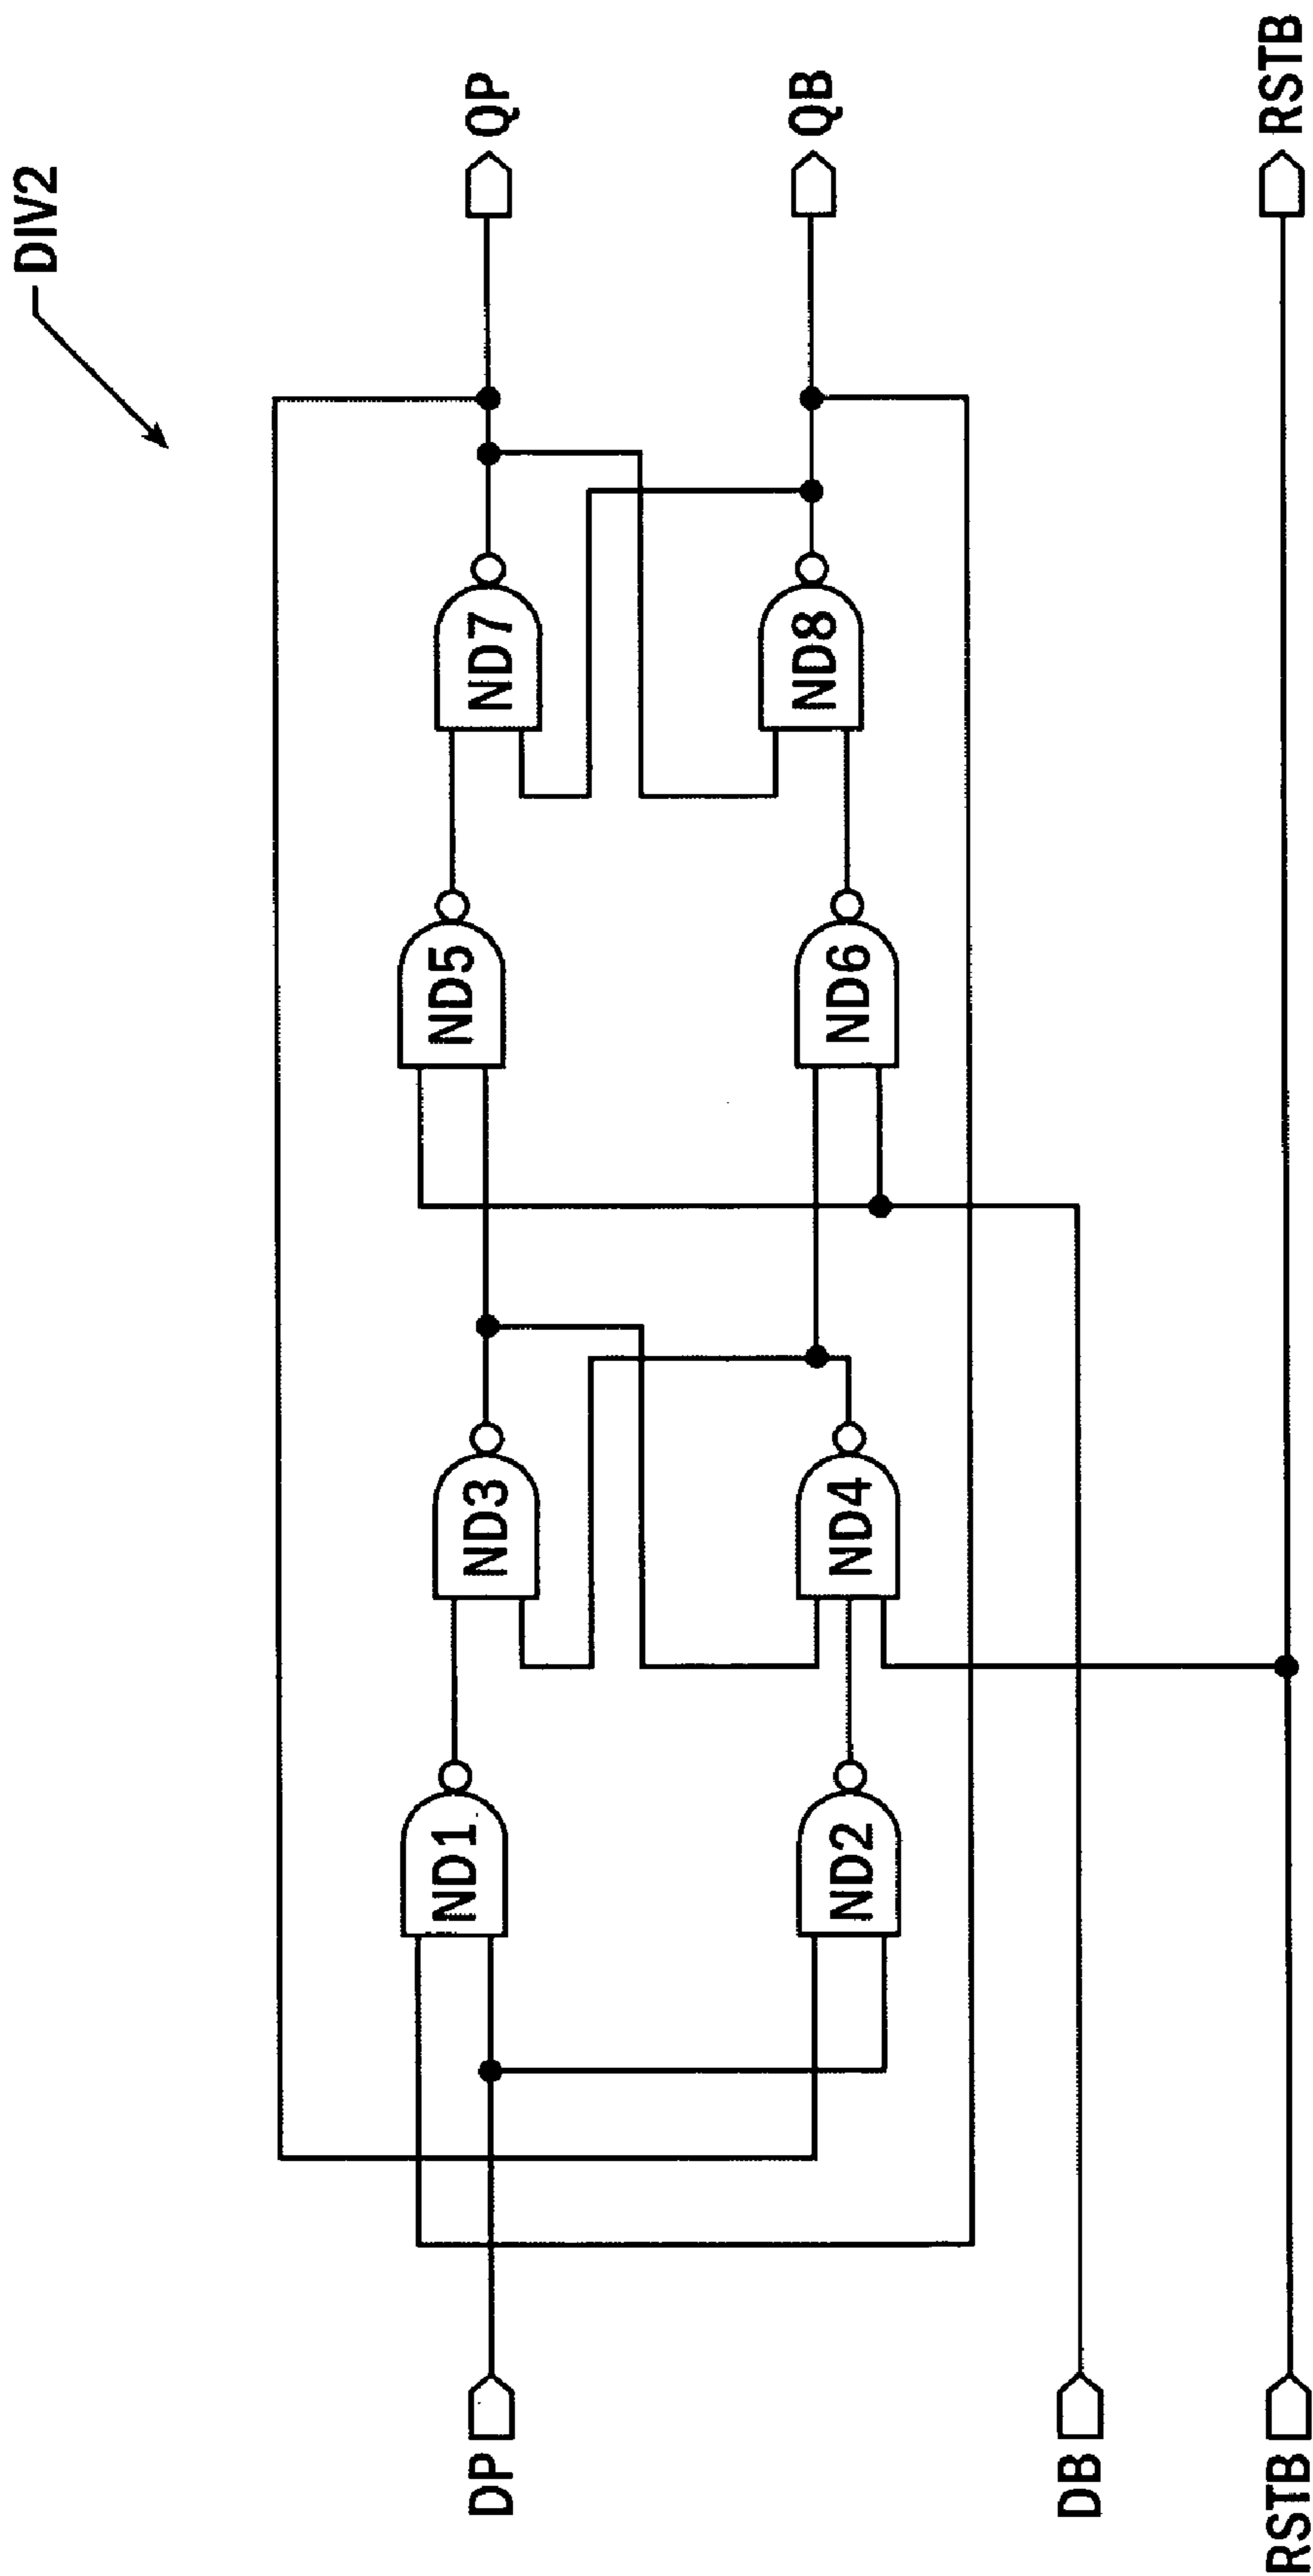 DIV2
DP
ND1
ND3
ND5
ND7
QP
ND2
ND4
ND6
ND8
QB
DB
RSTB
RSTB